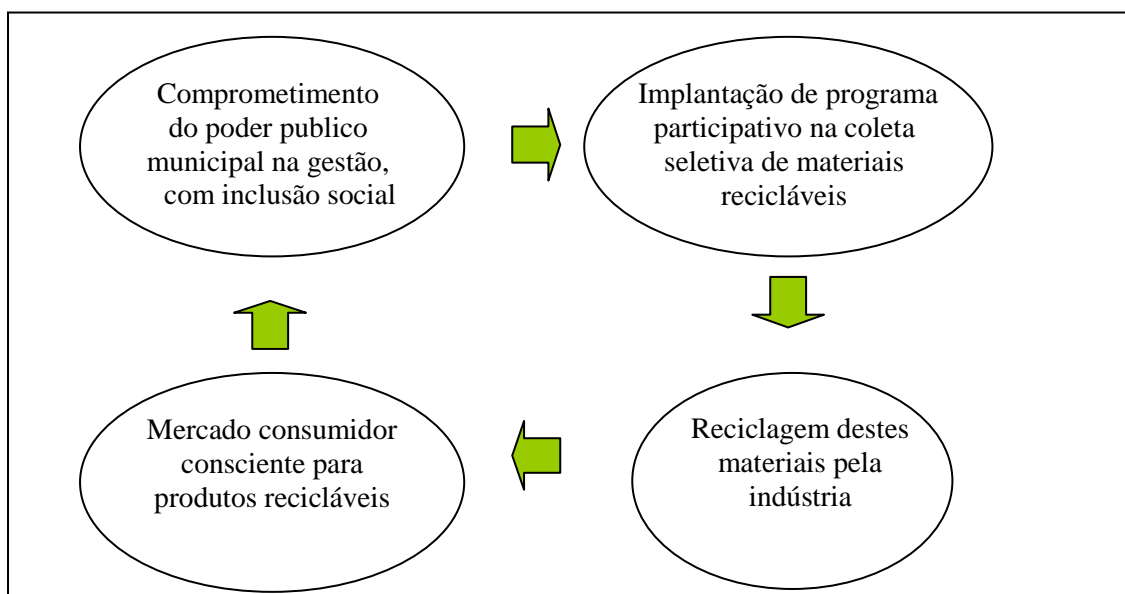 Comprometimento
do poder publico
municipal na gestão,
com inclusão social
Implantação de programa
participativo na coleta
seletiva de materiais
recicláveis
Reciclagem destes
materiais pela
indústria
Mercado consumidor
consciente para
produtos recicláveis